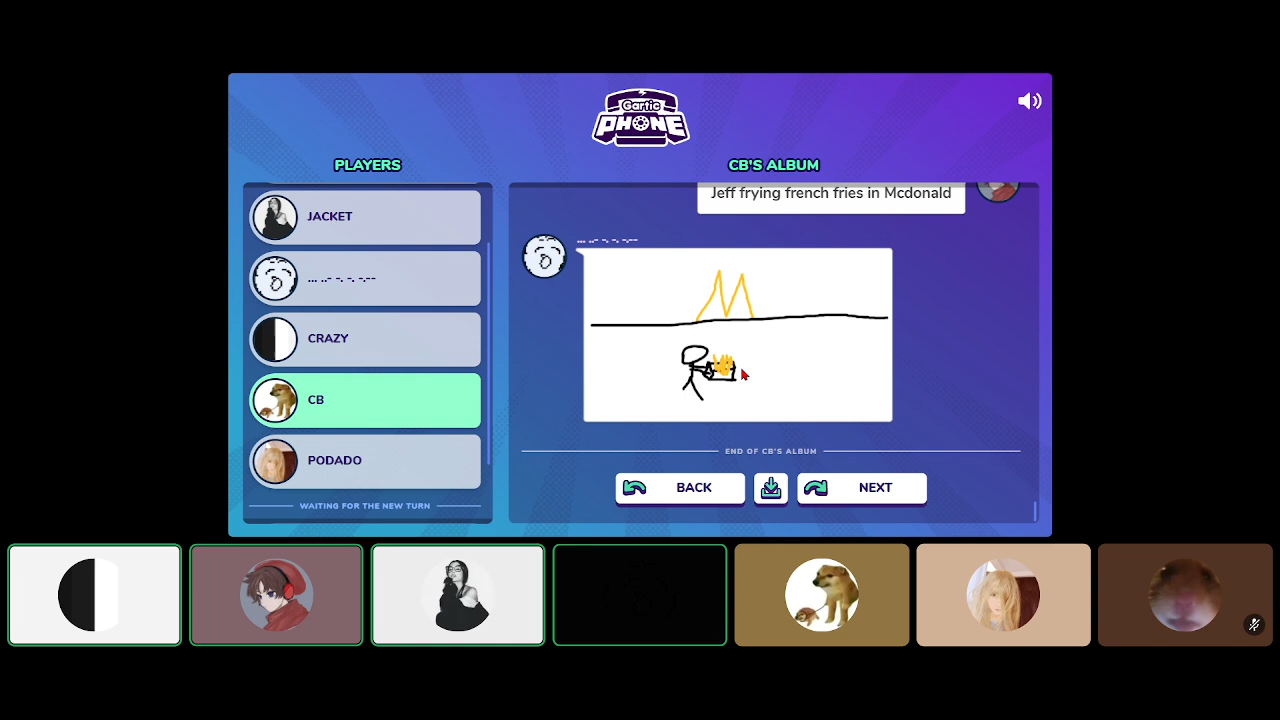 Gartic
PHONE
PLAYERS
JACKET
... ..- -. -. -.--
CRAZY
CB
PODADO
WAITING FOR THE NEW TURN
CB'S ALBUM
Jeff frying french fries in Mcdonald
... ..- -. -. -.--
END OF CB'S ALBUM
BACK
NEXT